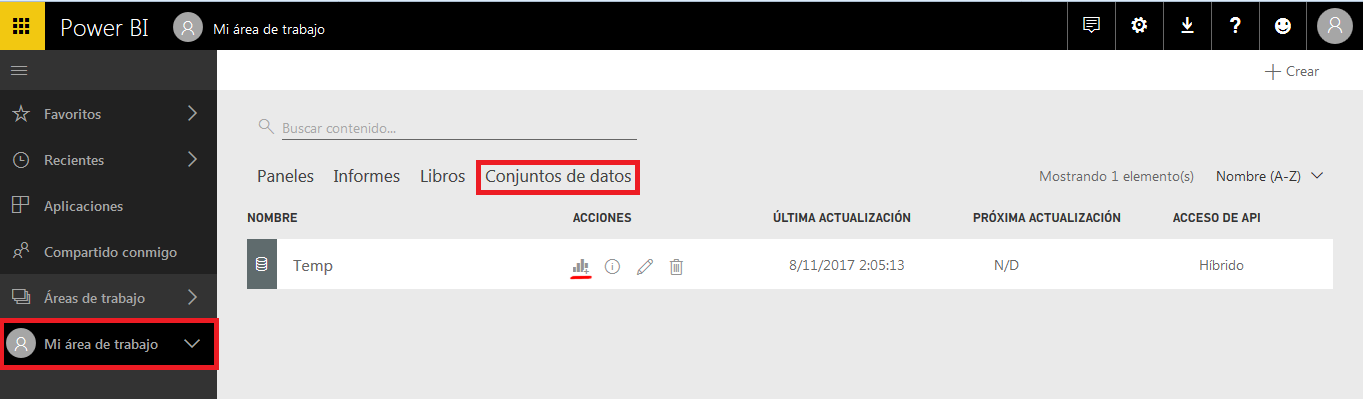 Power BI Mi área de trabajo
Crear
Favoritos
Recientes
Aplicaciones
Compartido conmigo
Áreas de trabajo
Mi área de trabajo
Buscar contenido...
Paneles Informes Libros Conjuntos de datos Mostrando 1 elemento(s) Nombre (A-Z)
NOMBRE ACCIONES ÚLTIMA ACTUALIZACIÓN PRÓXIMA ACTUALIZACIÓN ACCESO DE API
Temp 8/11/2017 2:05:13 N/D Híbrido